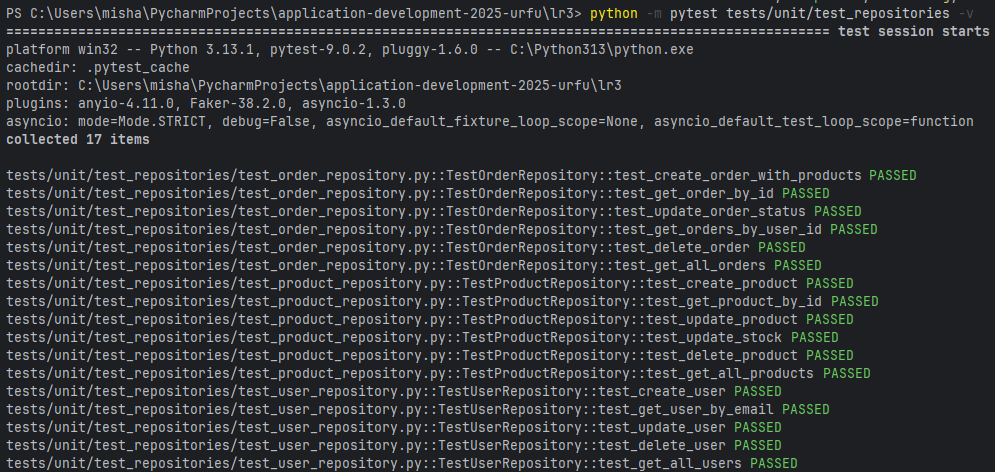 PS C:\Users\misha\PycharmProjects\application-development-2025-urfu\lr3> python -m pytest tests/unit/test_repositories -v
======================================================================================================= test session starts
platform win32 -- Python 3.13.1, pytest-9.0.2, pluggy-1.6.0 -- C:\Python313\python.exe
cachedir: .pytest_cache
rootdir: C:\Users\misha\PycharmProjects\application-development-2025-urfu\lr3
plugins: anyio-4.11.0, Faker-38.2.0, asyncio-1.3.0
asyncio: mode=Mode.STRICT, debug=False, asyncio_default_fixture_loop_scope=None, asyncio_default_test_loop_scope=function
collected 17 items
tests/unit/test_repositories/test_order_repository.py::TestOrderRepository::test_create_order_with_products PASSED
tests/unit/test_repositories/test_order_repository.py::TestOrderRepository::test_get_order_by_id PASSED
tests/unit/test_repositories/test_order_repository.py::TestOrderRepository::test_update_order_status PASSED
tests/unit/test_repositories/test_order_repository.py::TestOrderRepository::test_get_orders_by_user_id PASSED
tests/unit/test_repositories/test_order_repository.py::TestOrderRepository::test_delete_order PASSED
tests/unit/test_repositories/test_order_repository.py::TestOrderRepository::test_get_all_orders PASSED
tests/unit/test_repositories/test_product_repository.py::TestProductRepository::test_create_product PASSED
tests/unit/test_repositories/test_product_repository.py::TestProductRepository::test_get_product_by_id PASSED
tests/unit/test_repositories/test_product_repository.py::TestProductRepository::test_update_product PASSED
tests/unit/test_repositories/test_product_repository.py::TestProductRepository::test_update_stock PASSED
tests/unit/test_repositories/test_product_repository.py::TestProductRepository::test_delete_product PASSED
tests/unit/test_repositories/test_product_repository.py::TestProductRepository::test_get_all_products PASSED
tests/unit/test_repositories/test_user_repository.py::TestUserRepository::test_create_user PASSED
tests/unit/test_repositories/test_user_repository.py::TestUserRepository::test_get_user_by_email PASSED
tests/unit/test_repositories/test_user_repository.py::TestUserRepository::test_update_user PASSED
tests/unit/test_repositories/test_user_repository.py::TestUserRepository::test_delete_user PASSED
tests/unit/test_repositories/test_user_repository.py::TestUserRepository::test_get_all_users PASSED